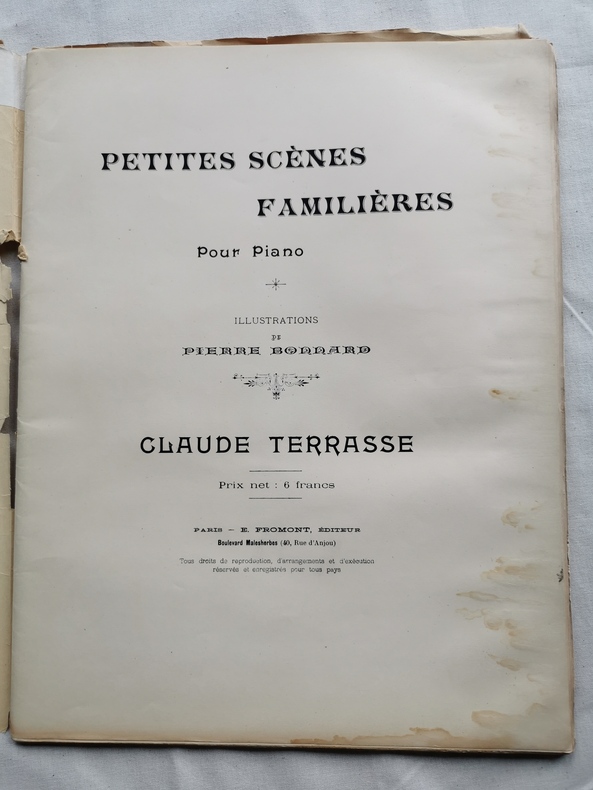 PETITES SCÈNES
FAMILIÈRES
Pour Piano
ILLUSTRATIONS
DE
PIERRE BONNARD
CLAUDE TERRASSE
Prix net : 6 francs
PARIS — E. FROMONT, ÉDITEUR
Boulevard Malesherbes (40, Rue d'Anjou)
Tous droits de reproduction, d'arrangements et d'exécution
réservés et enregistrés pour tous pays